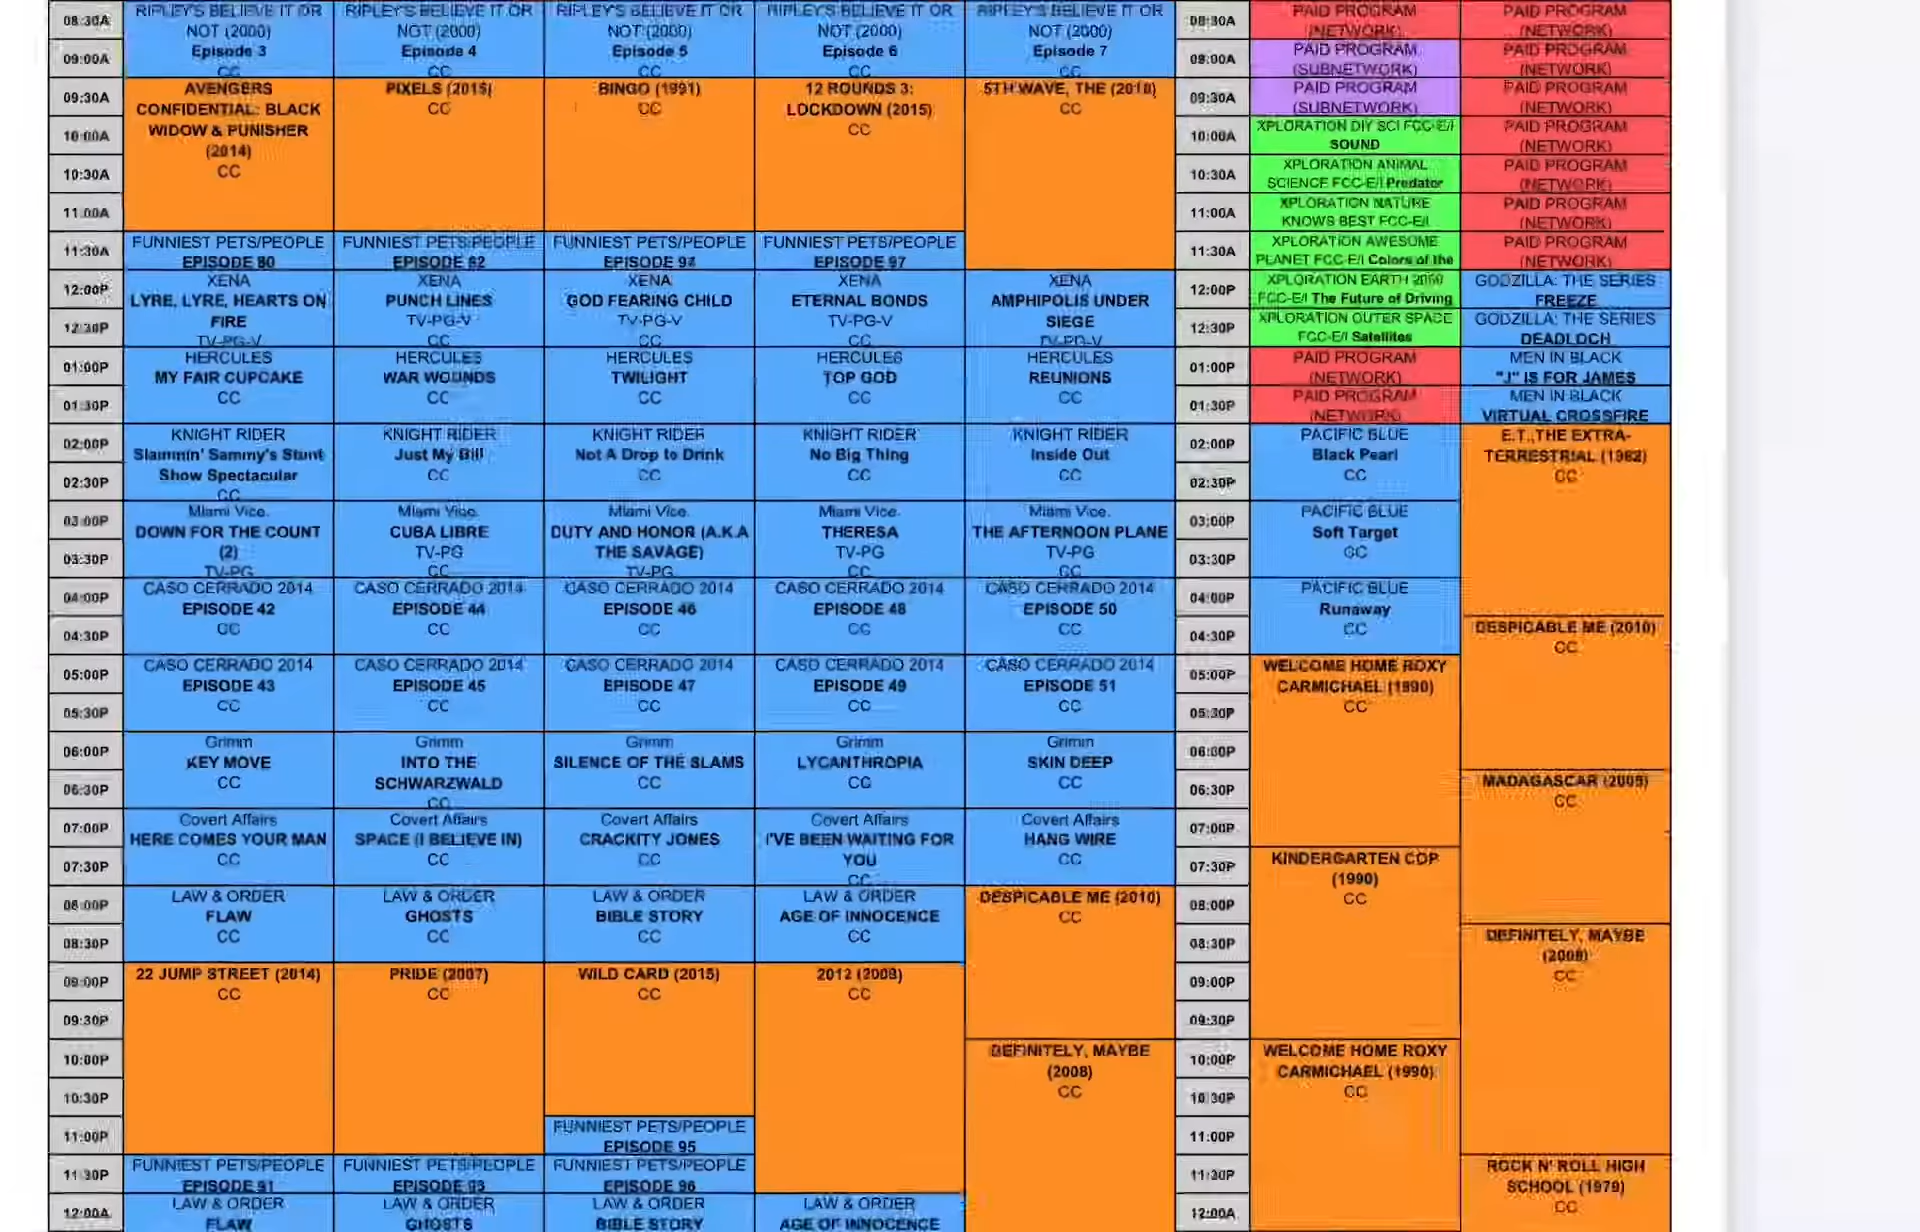 08:30A
RIPLEY'S BELIEVE IT OR
NOT (2000)
Episode 3
CC
RIPLEY'S BELIEVE IT OR
NOT (2000)
Episode 4
CC
RIPLEY'S BELIEVE IT OR
NOT (2000)
Episode 5
CC
RIPLEY'S BELIEVE IT OR
NOT (2000)
Episode 6
CC
RIPLEY'S BELIEVE IT OR
NOT (2000)
Episode 7
CC
08:30A
PAID PROGRAM
(NETWORK)
PAID PROGRAM
(NETWORK)
09:00A
09:00A
PAID PROGRAM
(SUBNETWORK)
PAID PROGRAM
(NETWORK)
09:30A
AVENGERS
CONFIDENTIAL: BLACK
WIDOW & PUNISHER
(2014)
CC
PIXELS (2015)
CC
BINGO (1991)
CC
12 ROUNDS 3:
LOCKDOWN (2015)
CC
5TH WAVE, THE (2016)
CC
09:30A
PAID PROGRAM
(SUBNETWORK)
PAID PROGRAM
(NETWORK)
10:00A
10:00A
XPLORATION DIY SCI FCC-E/I
SOUND
PAID PROGRAM
(NETWORK)
10:30A
10:30A
XPLORATION ANIMAL
SCIENCE FCC-E/I Predator
PAID PROGRAM
(NETWORK)
11:00A
11:00A
XPLORATION NATURE
KNOWS BEST FCC-E/I
PAID PROGRAM
(NETWORK)
11:30A
FUNNIEST PETS/PEOPLE
EPISODE 80
FUNNIEST PETS/PEOPLE
EPISODE 82
FUNNIEST PETS/PEOPLE
EPISODE 94
FUNNIEST PETS/PEOPLE
EPISODE 97
11:30A
XPLORATION AWESOME
PLANET FCC-E/I Colors of the
PAID PROGRAM
(NETWORK)
12:00P
XENA
LYRE, LYRE, HEARTS ON
FIRE
TV-PG-V
XENA
PUNCH LINES
TV-PG-V
CC
XENA
GOD FEARING CHILD
TV-PG-V
CC
XENA
ETERNAL BONDS
TV-PG-V
CC
XENA
AMPHIPOLIS UNDER
SIEGE
TV-PG-V
12:00P
XPLORATION EARTH 2050
FCC-E/I The Future of Driving
GODZILLA: THE SERIES
FREEZE
12:30P
12:30P
XPLORATION OUTER SPACE
FCC-E/I Satellites
GODZILLA: THE SERIES
DEADLOCH
01:00P
HERCULES
MY FAIR CUPCAKE
CC
HERCULES
WAR WOUNDS
CC
HERCULES
TWILIGHT
CC
HERCULES
TOP GOD
CC
HERCULES
REUNIONS
CC
01:00P
PAID PROGRAM
(NETWORK)
MEN IN BLACK
"J" IS FOR JAMES
01:30P
01:30P
PAID PROGRAM
(NETWORK)
MEN IN BLACK
VIRTUAL CROSSFIRE
02:00P
KNIGHT RIDER
Slammin' Sammy's Stunt
Show Spectacular
CC
KNIGHT RIDER
Just My Bill
CC
KNIGHT RIDER
Not A Drop to Drink
CC
KNIGHT RIDER
No Big Thing
CC
KNIGHT RIDER
Inside Out
CC
02:00P
PACIFIC BLUE
Black Pearl
CC
E.T., THE EXTRA-
TERRESTRIAL (1982)
CC
02:30P
02:30P
03:00P
Miami Vice.
DOWN FOR THE COUNT
(2)
TV-PG
Miami Vice.
CUBA LIBRE
TV-PG
CC
Miami Vice.
DUTY AND HONOR (A.K.A
THE SAVAGE)
TV-PG
Miami Vice.
THERESA
TV-PG
CC
Miami Vice.
THE AFTERNOON PLANE
TV-PG
CC
03:00P
PACIFIC BLUE
Soft Target
CC
03:30P
03:30P
04:00P
CASO CERRADO 2014
EPISODE 42
CC
CASO CERRADO 2014
EPISODE 44
CC
CASO CERRADO 2014
EPISODE 46
CC
CASO CERRADO 2014
EPISODE 48
CC
CASO CERRADO 2014
EPISODE 50
CC
04:00P
PACIFIC BLUE
Runaway
CC
04:30P
04:30P
DESPICABLE ME (2010)
CC
05:00P
CASO CERRADO 2014
EPISODE 43
CC
CASO CERRADO 2014
EPISODE 45
CC
CASO CERRADO 2014
EPISODE 47
CC
CASO CERRADO 2014
EPISODE 49
CC
CASO CERRADO 2014
EPISODE 51
CC
05:00P
WELCOME HOME ROXY
CARMICHAEL (1990)
CC
05:30P
05:30P
06:00P
Grimm
KEY MOVE
CC
Grimm
INTO THE
SCHWARZWALD
CC
Grimm
SILENCE OF THE SLAMS
CC
Grimm
LYCANTHROPIA
CC
Grimm
SKIN DEEP
CC
06:00P
06:30P
06:30P
MADAGASCAR (2005)
CC
07:00P
Covert Affairs
HERE COMES YOUR MAN
CC
Covert Affairs
SPACE (I BELIEVE IN)
CC
Covert Affairs
CRACKITY JONES
CC
Covert Affairs
I'VE BEEN WAITING FOR
YOU
CC
Covert Affairs
HANG WIRE
CC
07:00P
07:30P
07:30P
KINDERGARTEN COP
(1990)
CC
08:00P
LAW & ORDER
FLAW
CC
LAW & ORDER
GHOSTS
CC
LAW & ORDER
BIBLE STORY
CC
LAW & ORDER
AGE OF INNOCENCE
CC
DESPICABLE ME (2010)
CC
08:00P
08:30P
08:30P
DEFINITELY, MAYBE
(2008)
CC
09:00P
22 JUMP STREET (2014)
CC
PRIDE (2007)
CC
WILD CARD (2015)
CC
2012 (2009)
CC
09:00P
09:30P
09:30P
10:00P
DEFINITELY, MAYBE
(2008)
CC
10:00P
WELCOME HOME ROXY
CARMICHAEL (1990)
CC
10:30P
10:30P
11:00P
FUNNIEST PETS/PEOPLE
EPISODE 95
11:00P
11:30P
FUNNIEST PETS/PEOPLE
EPISODE 91
FUNNIEST PETS/PEOPLE
EPISODE 93
FUNNIEST PETS/PEOPLE
EPISODE 96
11:30P
ROCK N' ROLL HIGH
SCHOOL (1979)
CC
12:00A
LAW & ORDER
FLAW
LAW & ORDER
GHOSTS
LAW & ORDER
BIBLE STORY
LAW & ORDER
AGE OF INNOCENCE
12:00A